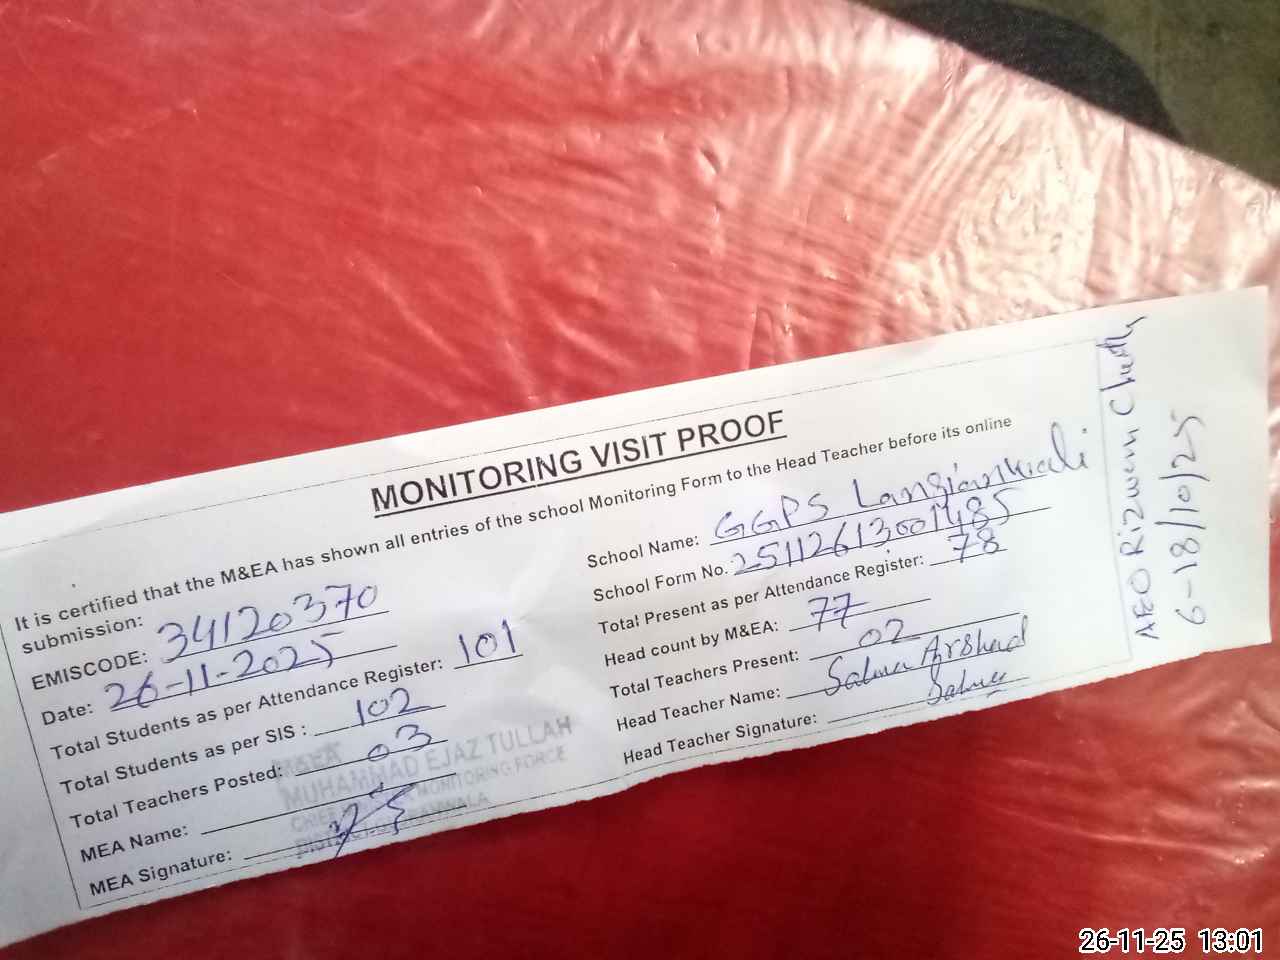 MONITORING VISIT PROOF
It is certified that the M&EA has shown all entries of the school Monitoring Form to the Head Teacher before its online
submission:
EMISCODE: 34120370
Date: 26-11-2025
Total Students as per Attendance Register: 101
Total Students as per SIS : 102
Total Teachers Posted: 03
MEA Name:
MEA Signature:
M&EA
MUHAMMAD EJAZ TULLAH
CHIEF MONITORING FORCE
School Name: GGPS Langianwali
School Form No. 25112613001485
Total Present as per Attendance Register: 78
Head count by M&EA: 77
Total Teachers Present: 02
Head Teacher Name: Salma Arshad
Head Teacher Signature: Salma
AEO Rizwan
6-18/10/25
26-11-25 13:01